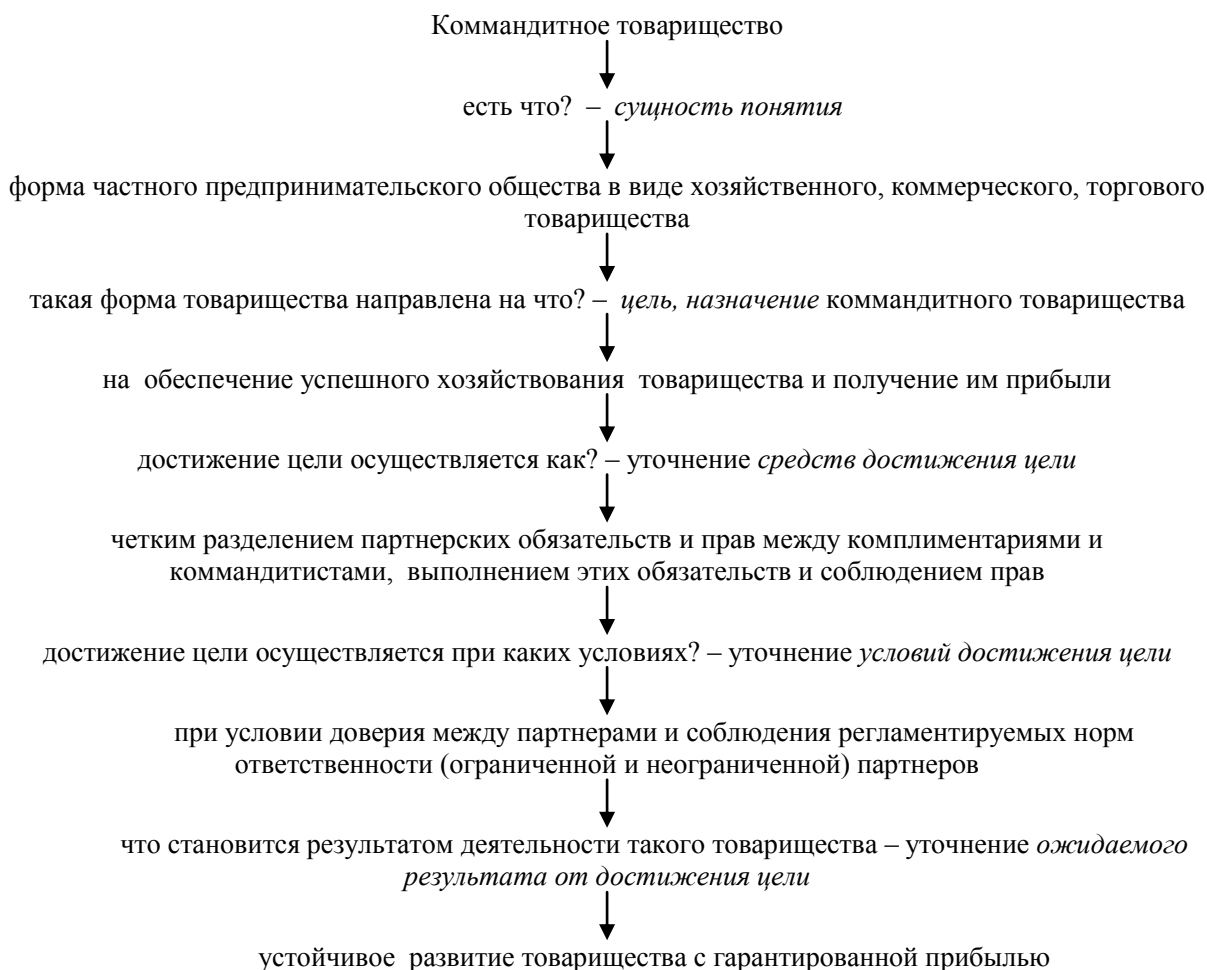 Коммандитное товарищество
есть что? – сущность понятия
форма частного предпринимательского общества в виде хозяйственного, коммерческого, торгового
товарищества
такая форма товарищества направлена на что? – цель, назначение коммандитного товарищества
на обеспечение успешного хозяйствования товарищества и получение им прибыли
достижение цели осуществляется как? – уточнение средств достижения цели
четким разделением партнерских обязательств и прав между комплиментариями и
коммандитистами, выполнением этих обязательств и соблюдением прав
достижение цели осуществляется при каких условиях? – уточнение условий достижения цели
при условии доверия между партнерами и соблюдения регламентируемых норм
ответственности (ограниченной и неограниченной) партнеров
что становится результатом деятельности такого товарищества – уточнение ожидаемого
результата от достижения цели
устойчивое развитие товарищества с гарантированной прибылью